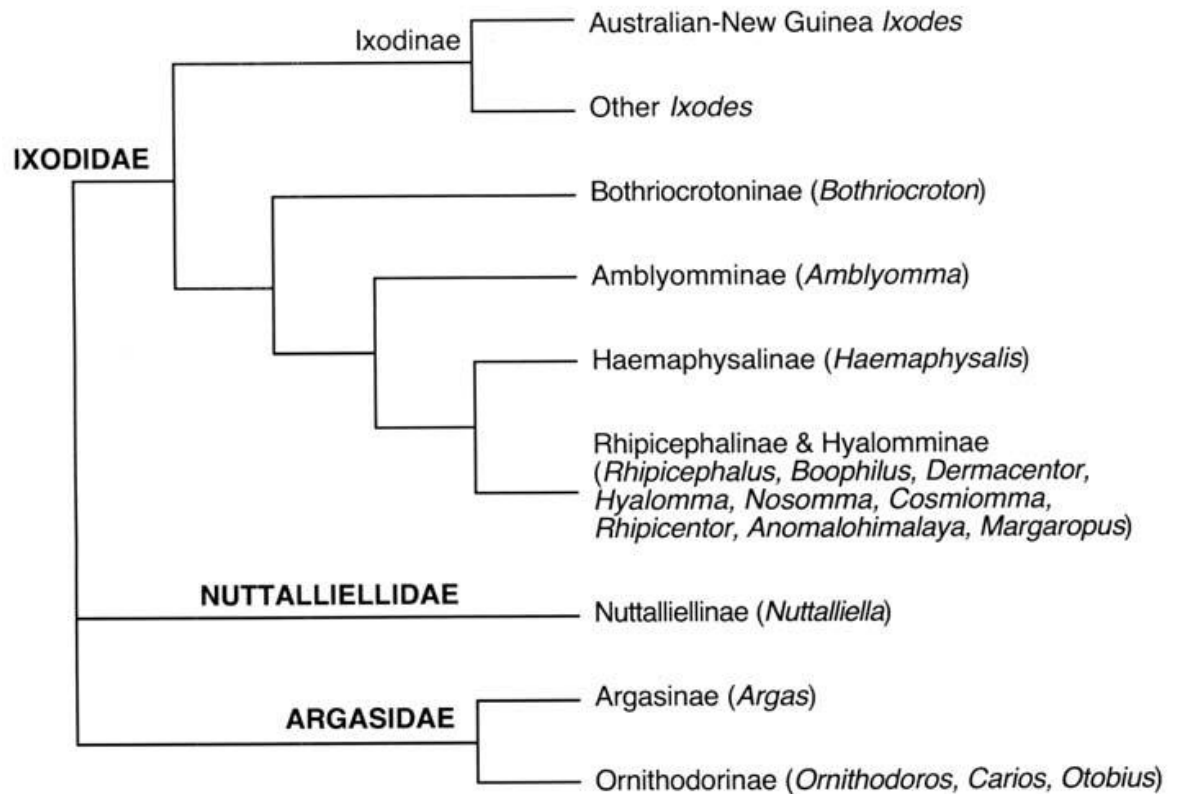 Australian-New Guinea Ixodes
Ixodinae
Other Ixodes
IXODIDAE
Bothriocrotoninae (Bothriocroton)
Amblyomminae (Amblyomma)
Haemaphysalinae (Haemaphysalis)
Rhipicephalinae & Hyalomminae
(Rhipicephalus, Boophilus, Dermacentor,
Hyalomma, Nosomma, Cosmiomma,
Rhipicentor, Anomalohimalaya, Margaropus)
NUTTALLIELLIDAE
Nuttalliellinae (Nuttalliella)
Argasinae (Argas)
ARGASIDAE
Ornithodorinae (Ornithodoros, Carios, Otobius)